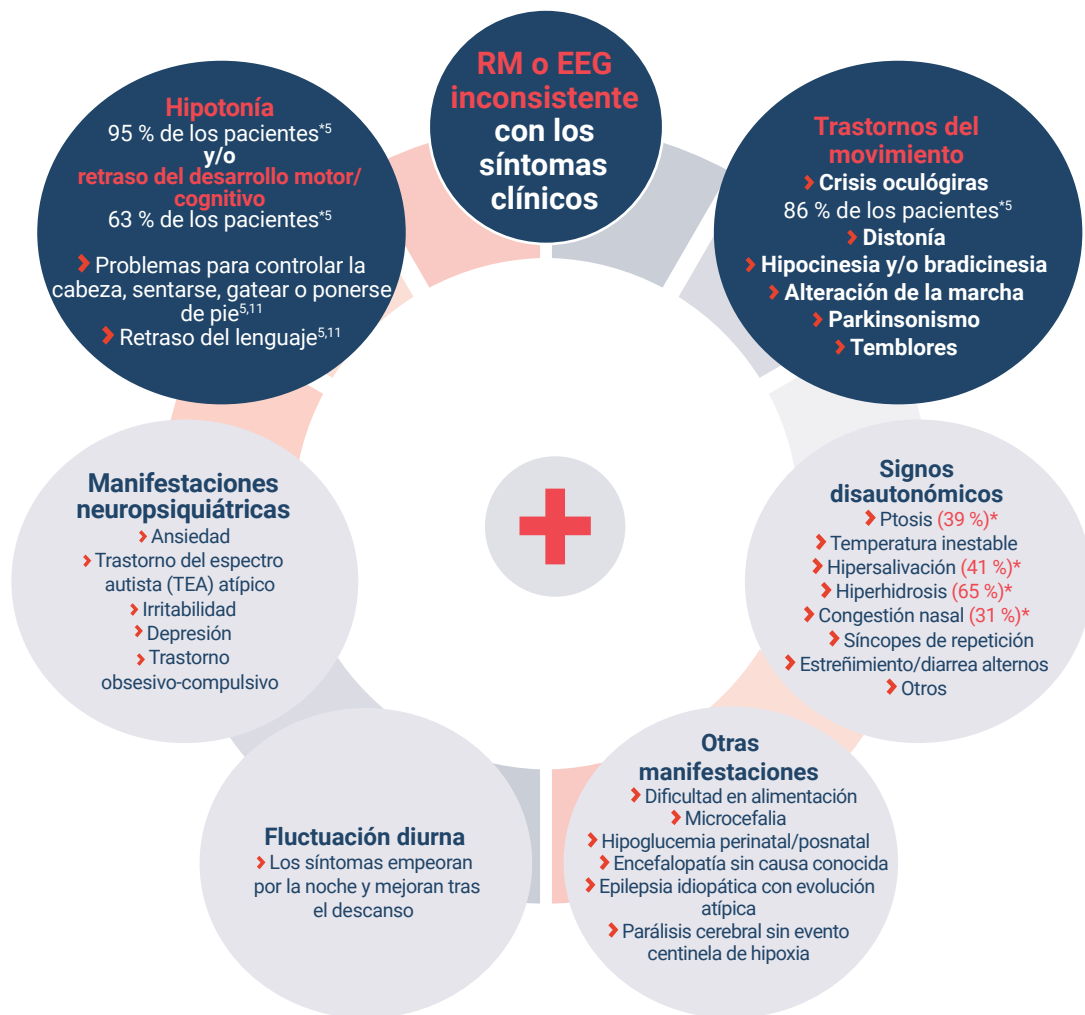 RM o EEG
inconsistente
con los
síntomas
clínicos
Hipotonía
95 % de los pacientes*5
y/o
retraso del desarrollo motor/
cognitivo
63 % de los pacientes*5
Problemas para controlar la
cabeza, sentarse, gatear o ponerse
de pie5,11
Retraso del lenguaje5,11
Trastornos del
movimiento
Crisis oculógiras
86 % de los pacientes*5
Distonía
Hipocinesia y/o bradicinesia
Alteración de la marcha
Parkinsonismo
Temblores
Manifestaciones
neuropsiquiátricas
Ansiedad
Trastorno del espectro
autista (TEA) atípico
Irritabilidad
Depresión
Trastorno
obsesivo-compulsivo
Signos
disautonómicos
Ptosis (39 %)*
Temperatura inestable
Hipersalivación (41 %)*
Hiperhidrosis (65 %)*
Congestión nasal (31 %)*
Síncopes de repetición
Estreñimiento/diarrea alternos
Otros
Fluctuación diurna
Los síntomas empeoran
por la noche y mejoran tras
el descanso
Otras
manifestaciones
Dificultad en alimentación
Microcefalia
Hipoglucemia perinatal/posnatal
Encefalopatía sin causa conocida
Epilepsia idiopática con evolución
atípica
Parálisis cerebral sin evento
centinela de hipoxia